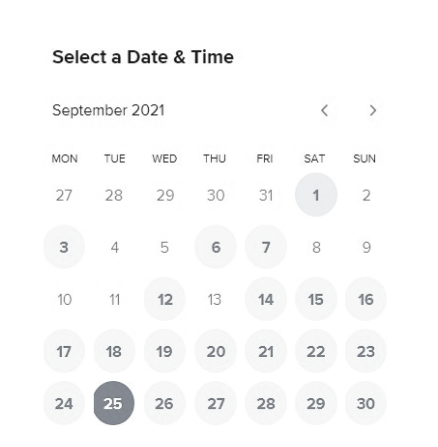 Select a Date & Time
September 2021
MON TUE WED THU FRI SAT SUN
27 28 29 30 31 1 2
3 4 5 6 7 8 9
10 11 12 13 14 15 16
17 18 19 20 21 22 23
24 25 26 27 28 29 30